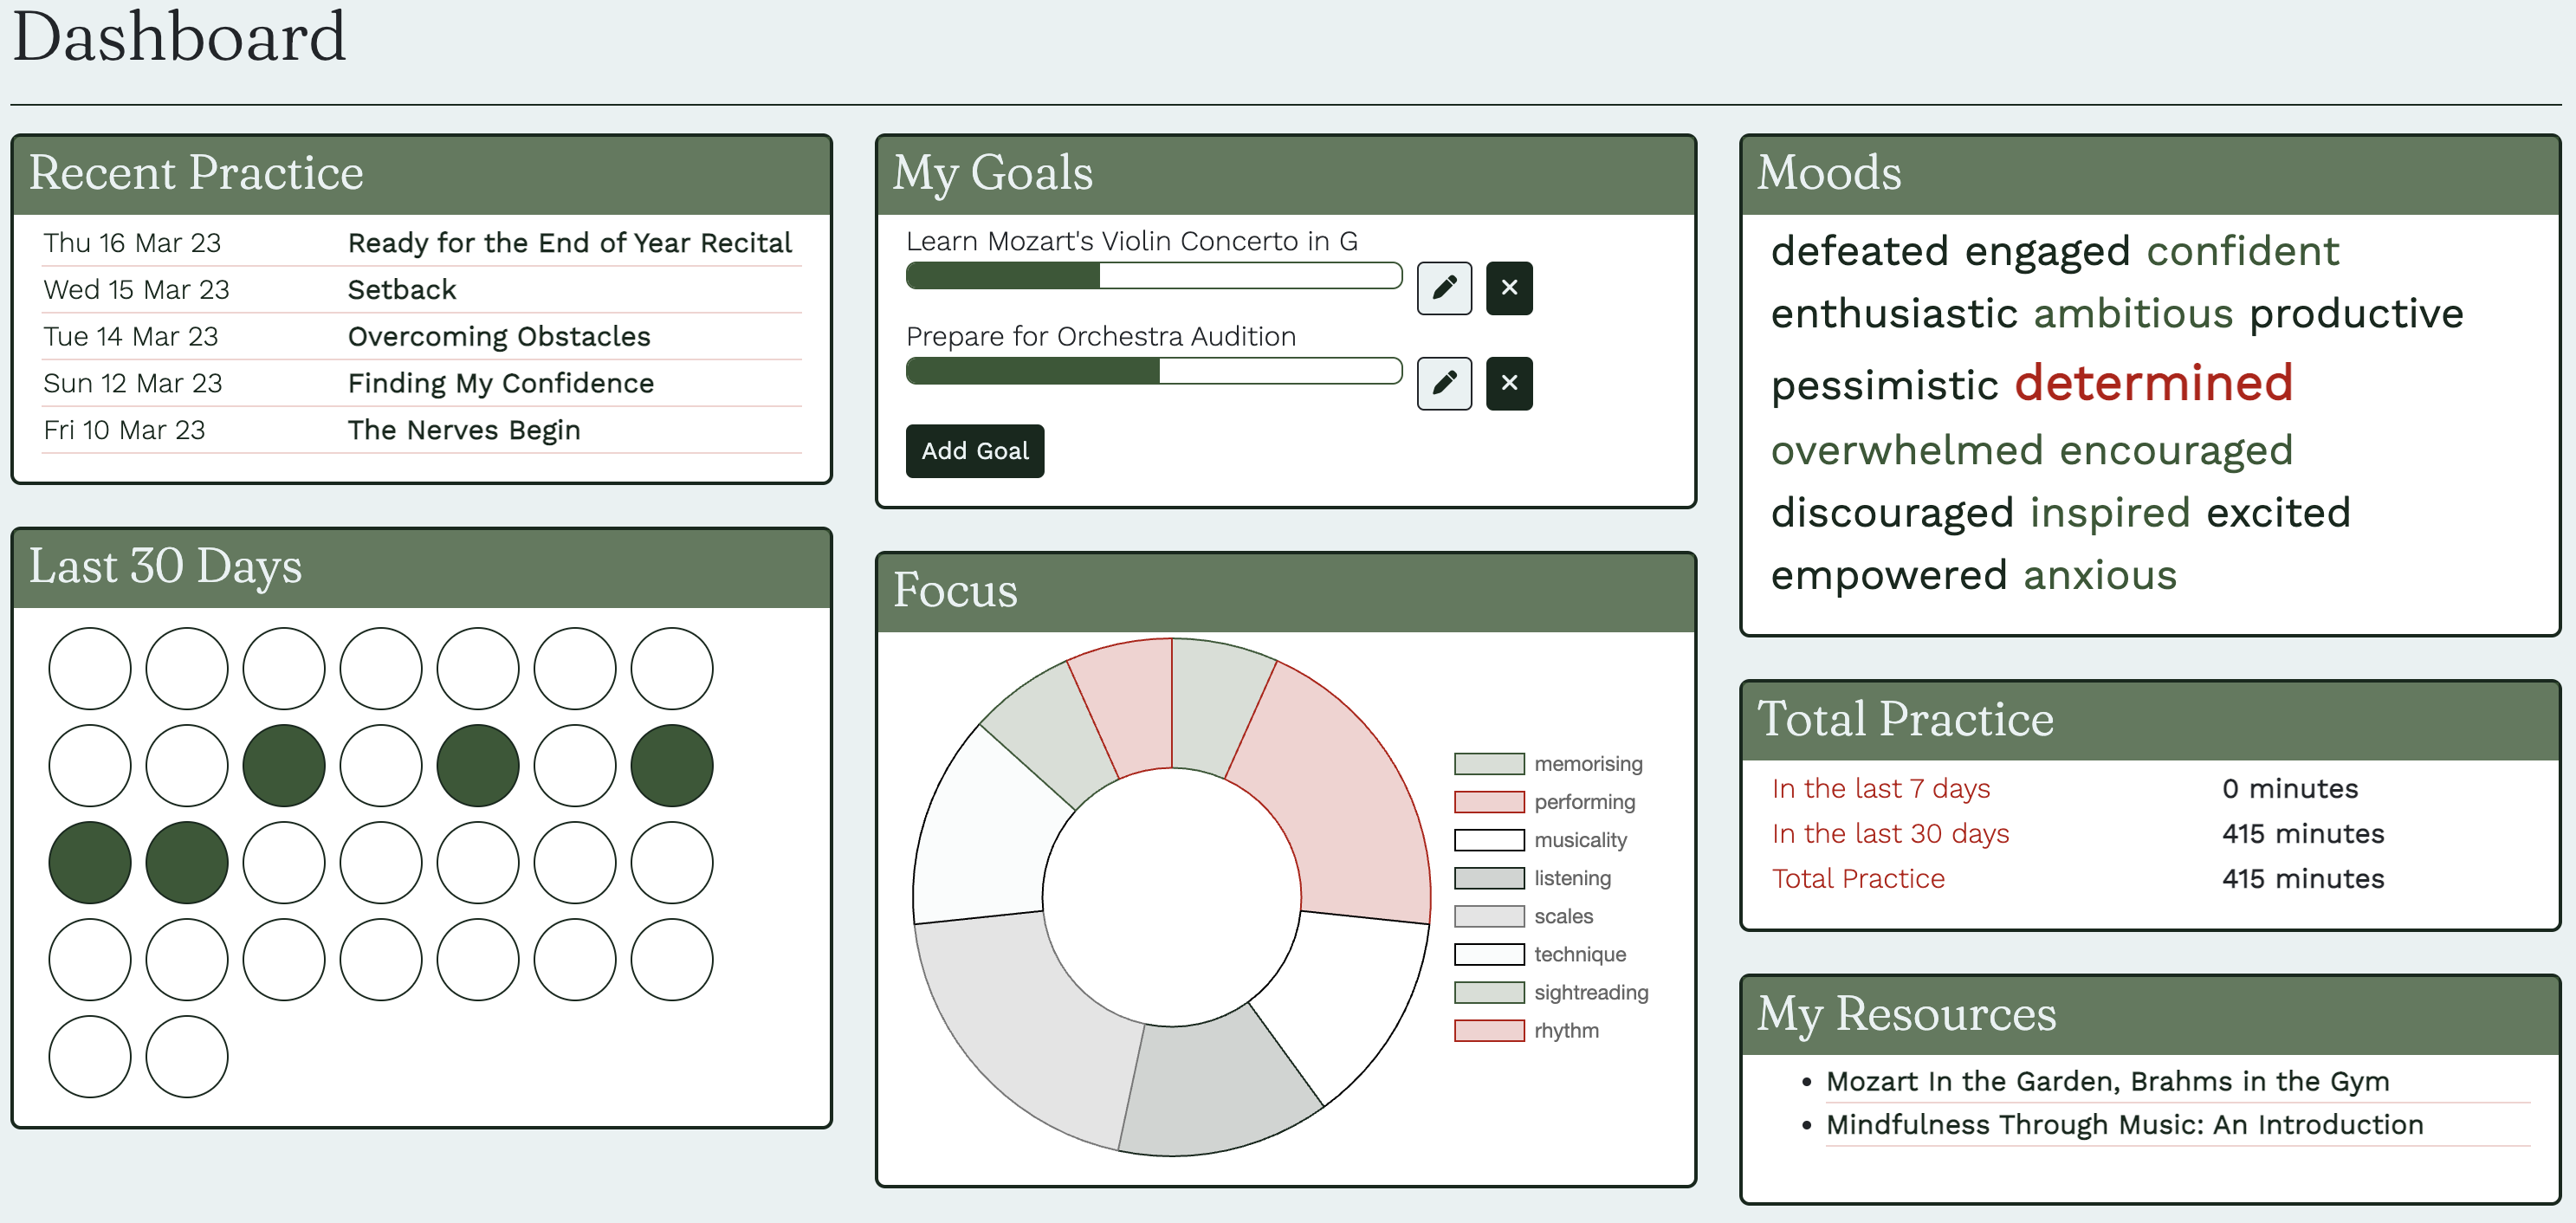 Dashboard
Recent Practice
Thu 16 Mar 23 Ready for the End of Year Recital
Wed 15 Mar 23 Setback
Tue 14 Mar 23 Overcoming Obstacles
Sun 12 Mar 23 Finding My Confidence
Fri 10 Mar 23 The Nerves Begin
Last 30 Days
My Goals
Learn Mozart's Violin Concerto in G
Prepare for Orchestra Audition
Add Goal
Focus
memorising
performing
musicality
listening
scales
technique
sightreading
rhythm
Moods
defeated engaged confident
enthusiastic ambitious productive
pessimistic determined
overwhelmed encouraged
discouraged inspired excited
empowered anxious
Total Practice
In the last 7 days 0 minutes
In the last 30 days 415 minutes
Total Practice 415 minutes
My Resources
Mozart In the Garden, Brahms in the Gym
Mindfulness Through Music: An Introduction